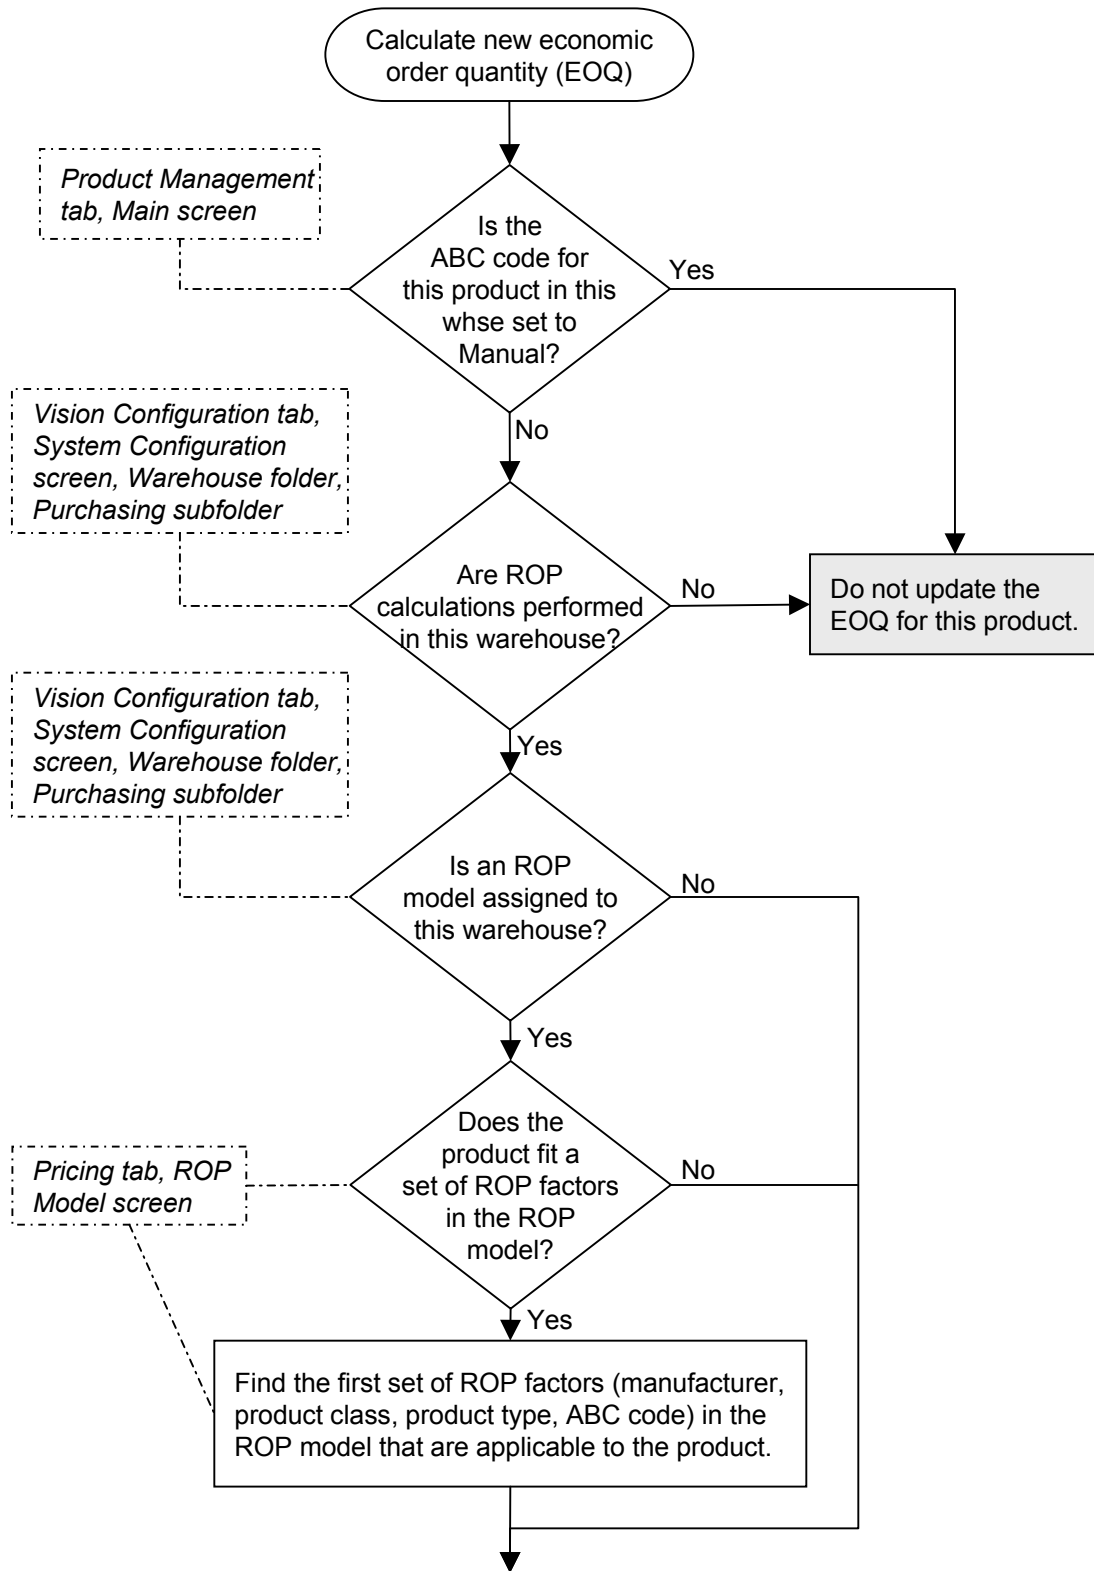 Calculate new economic
order quantity (EOQ)
Product Management
tab, Main screen
Is the
ABC code for
this product in this
whse set to
Manual?
Yes
No
Vision Configuration tab,
System Configuration
screen, Warehouse folder,
Purchasing subfolder
Are ROP
calculations performed
in this warehouse?
No
Do not update the
EOQ for this product.
Yes
Vision Configuration tab,
System Configuration
screen, Warehouse folder,
Purchasing subfolder
Is an ROP
model assigned to
this warehouse?
No
Yes
Pricing tab, ROP
Model screen
Does the
product fit a
set of ROP factors
in the ROP
model?
No
Yes
Find the first set of ROP factors (manufacturer,
product class, product type, ABC code) in the
ROP model that are applicable to the product.